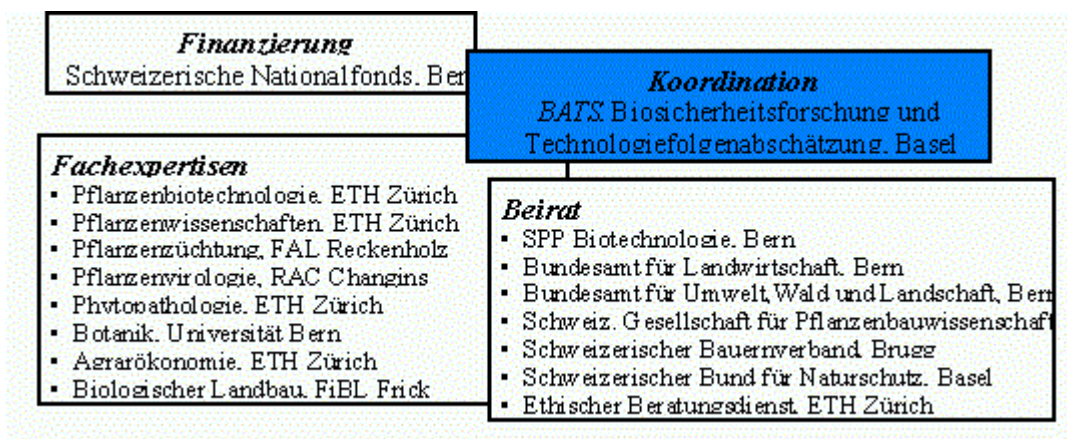 Finanzierung
Schweizerische Nationalfonds. Ber
Koordination
BATS Biosicherheitsforschung und
Technologiefolgenabschätzung. Basel
Fachexpertisen
▪ Pflanzenbiotechnologie. ETH Zürich
▪ Pflanzenwissenschaften. ETH Zürich
▪ Pflanzenzüchtung, FAL Reckenholz
▪ Pflanzenvirologie, RAC Changins
▪ Phytopathologie. ETH Zürich
▪ Botanik. Universität Bern
▪ Agrarökonomie. ETH Zürich
▪ Biologischer Landbau. FiBL Frick
Beirat
▪ SPP Biotechnologie. Bern
▪ Bundesamt für Landwirtschaft. Bern
▪ Bundesamt für Umwelt, Wald und Landschaft, Bern
▪ Schweiz. Gesellschaft für Pflanzenbauwissenschaft
▪ Schweizerischer Bauernverband. Brugg
▪ Schweizerischer Bund für Naturschutz. Basel
▪ Ethischer Beratungsdienst. ETH Zürich